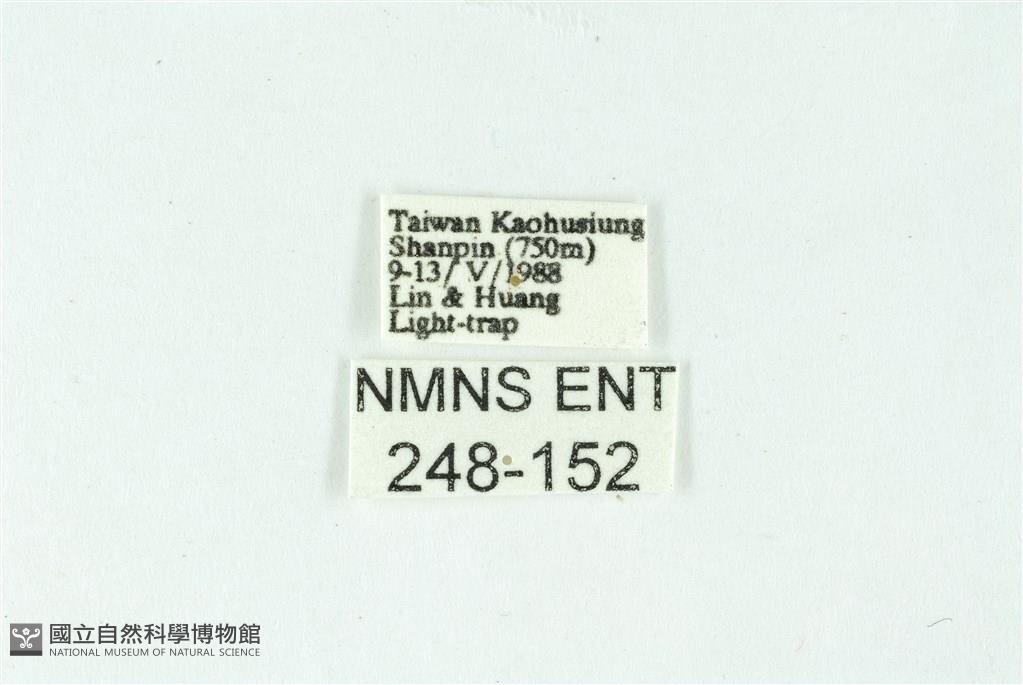 Taiwan Kaohusiung
Shanpin (750m)
9-13/ V/1988
Lin & Huang
Light-trap
NMNS ENT
248-152
國立自然科學博物館
NATIONAL MUSEUM OF NATURAL SCIENCE